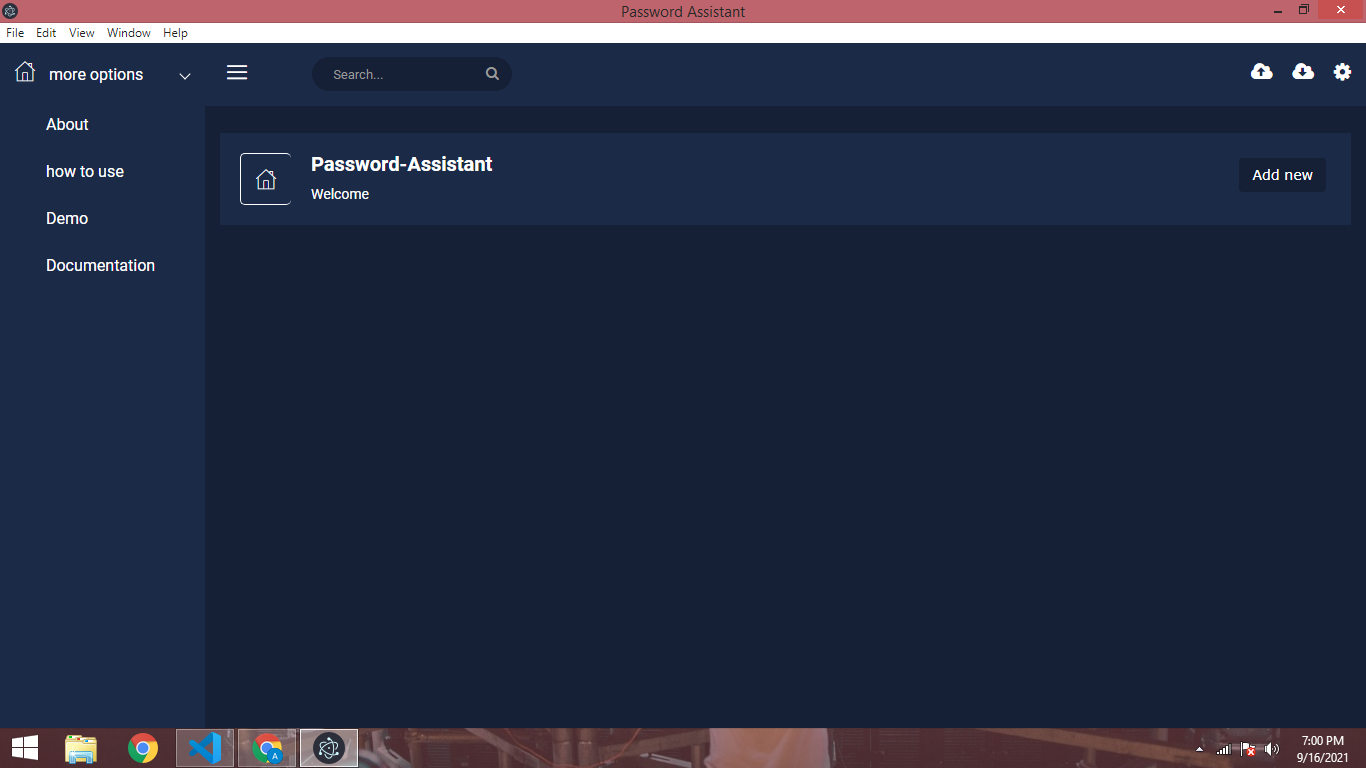 Password Assistant
File Edit View Window Help
more options
Search...
About
how to use
Demo
Documentation
Password-Assistant
Welcome
Add new
A
7:00 PM
9/16/2021